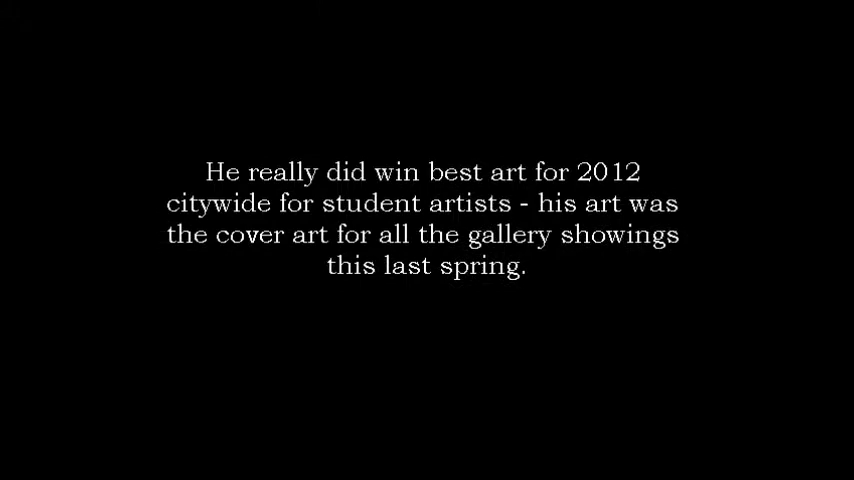 He really did win best art for 2012
citywide for student artists - his art was
the cover art for all the gallery showings
this last spring.